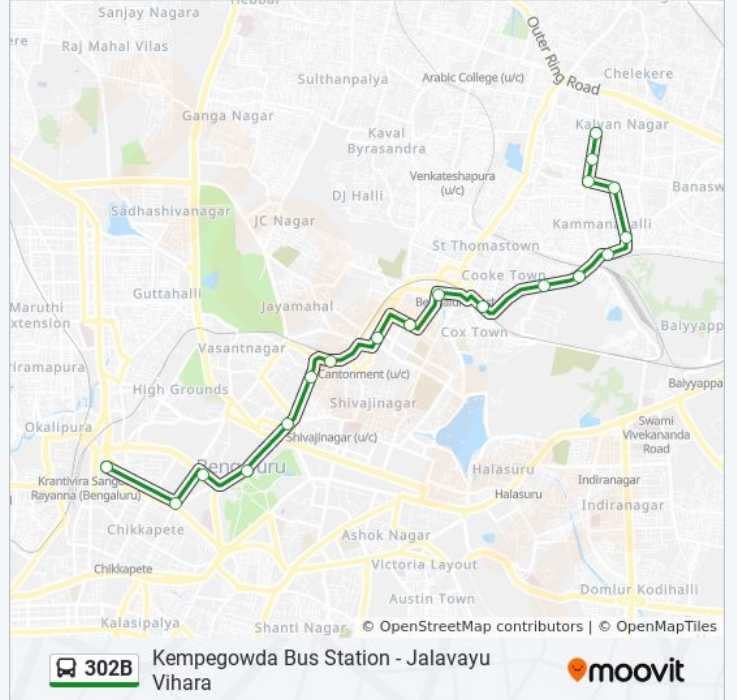 Sanjay Nagara
Hebbal
ere
Raj Mahal Vilas
Outer Ring Road
Sulthanpalya
Arabic College (u/c)
Chelekere
Ganga Nagar
Kalyan Nagar
Kaval
Byrasandra
Venkateshapura
(u/c)
Banasw
DJ Halli
Sadhashivanagar
JC Nagar
St Thomastown
Cooke Town
Guttahalli
Maruthi
xtension
Jayamahal
Cox Town
Baiyyapp
Vasantnagar
riramapura
High Grounds
Cantonment (u/c)
Baiyyappa
Shivajinagar
Okalipura
Shivajinagar (u/c)
Swami
Vivekananda
Road
Krantivira Sango
Rayanna (Bengaluru)
Halasuru
Halasuru
Indiranagar
Indiranagar
Chikkapete
Ashok Nagar
Chikkapete
Victoria Layout
Domlur Kodihalli
Austin Town
Kalasipalya
Shanti Nagar
© OpenStreetMap contributors | © OpenMapTiles
302B
Kempegowda Bus Station - Jalavayu
Vihara
moovit